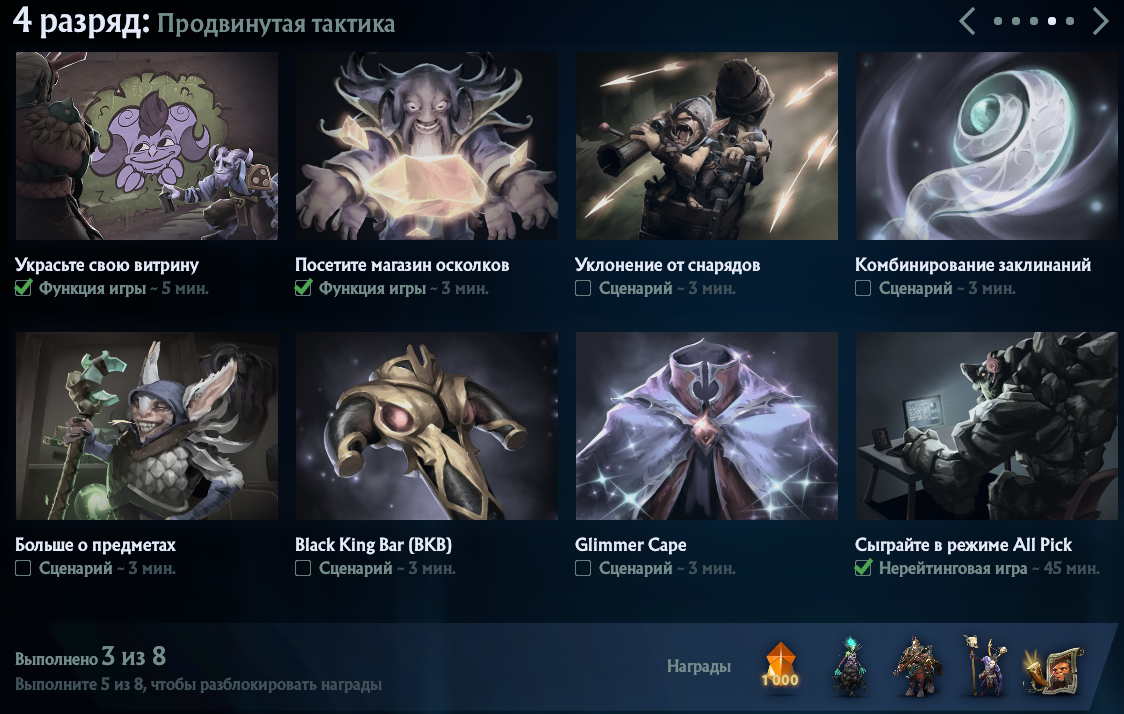 4 разряд: Продвинутая тактика
Украсьте свою витрину
Функция игры ~ 5 мин.
Посетите магазин осколков
Функция игры ~ 3 мин.
Уклонение от снарядов
Сценарий ~ 3 мин.
Комбинирование заклинаний
Сценарий ~ 3 мин.
Больше о предметах
Сценарий ~ 3 мин.
Black King Bar (BKB)
Сценарий ~ 3 мин.
Glimmer Cape
Сценарий ~ 3 мин.
Сыграйте в режиме All Pick
Нерейтинговая игра ~ 45 мин.
Выполнено 3 из 8
Выполните 5 из 8, чтобы разблокировать награды
Награды
1 000